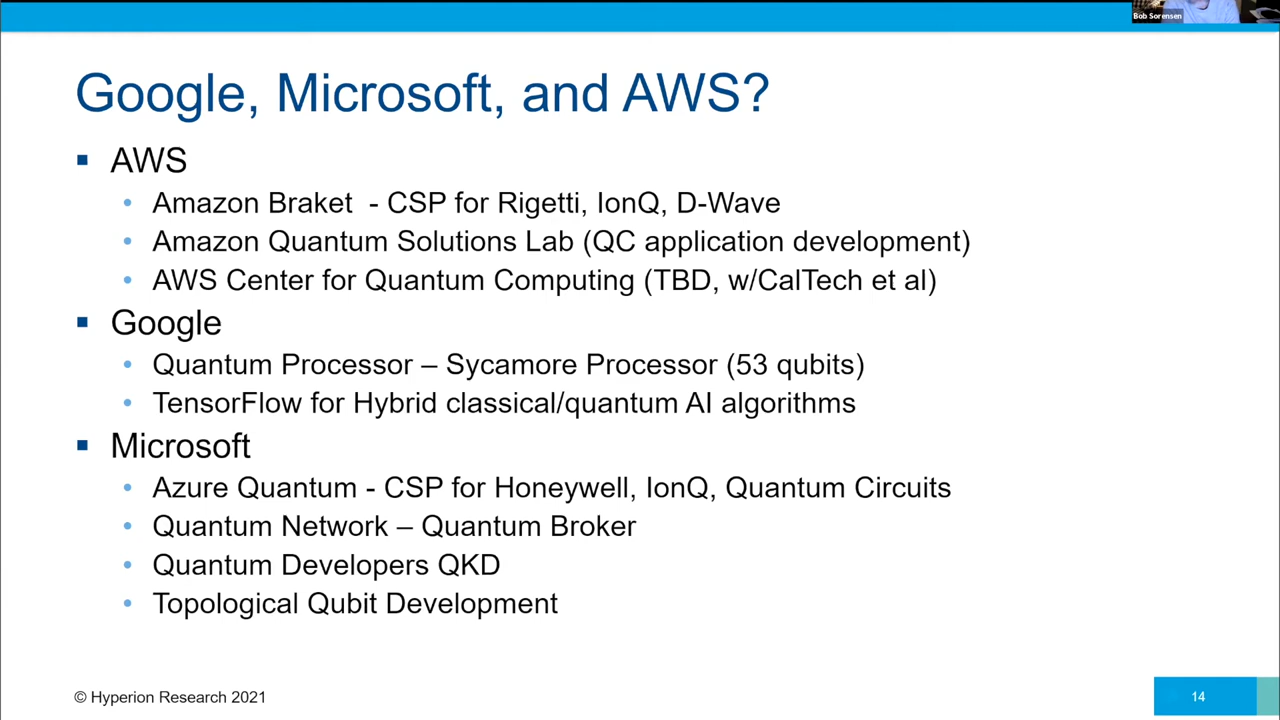 Bob Sorensen
Google, Microsoft, and AWS?
▪ AWS
• Amazon Braket - CSP for Rigetti, IonQ, D-Wave
• Amazon Quantum Solutions Lab (QC application development)
• AWS Center for Quantum Computing (TBD, w/CalTech et al)
▪ Google
• Quantum Processor – Sycamore Processor (53 qubits)
• TensorFlow for Hybrid classical/quantum AI algorithms
▪ Microsoft
• Azure Quantum - CSP for Honeywell, IonQ, Quantum Circuits
• Quantum Network – Quantum Broker
• Quantum Developers QKD
• Topological Qubit Development
© Hyperion Research 2021
14